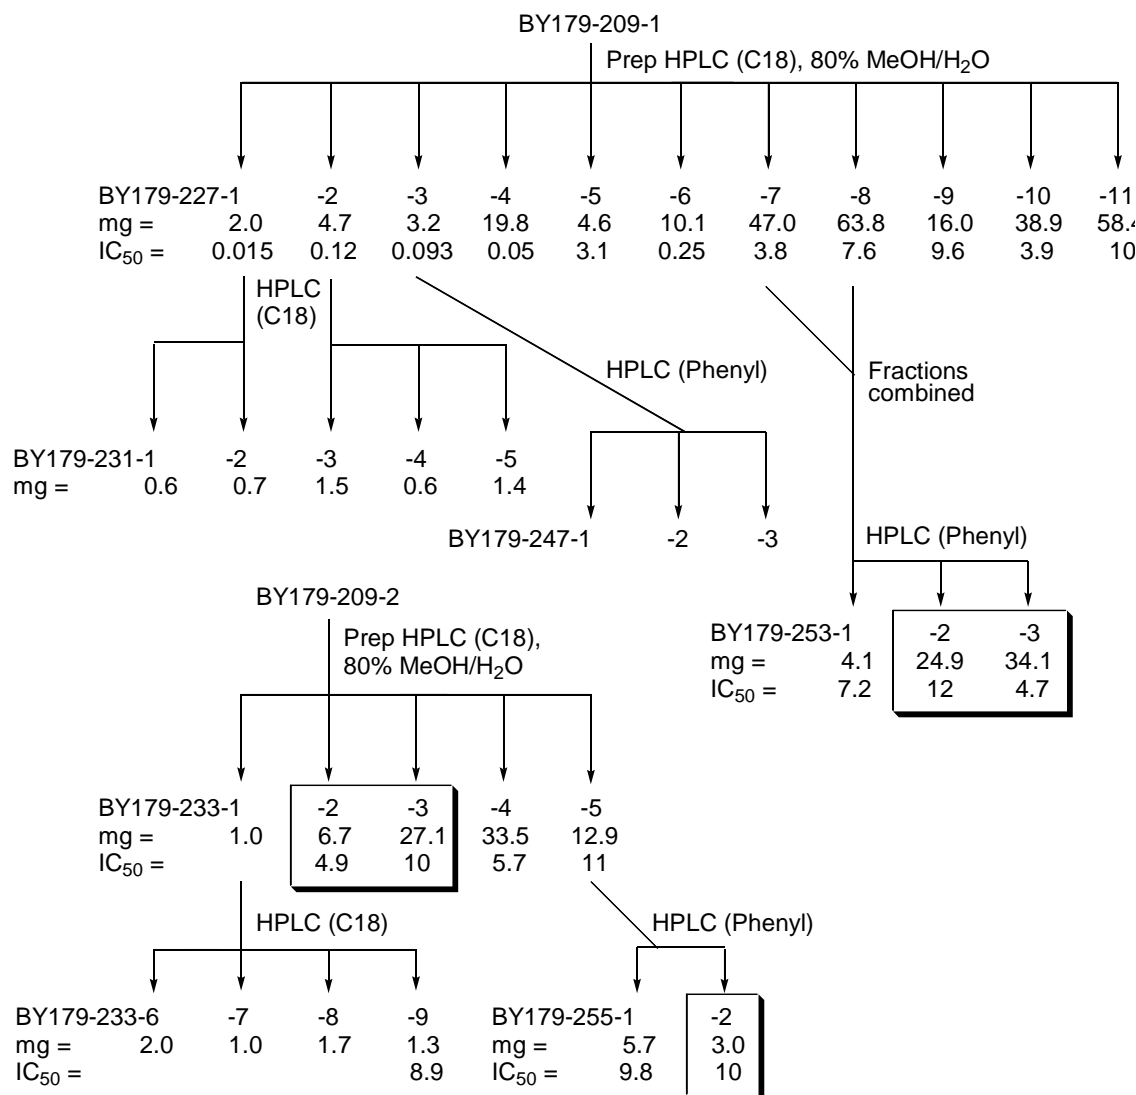 BY179-209-1
Prep HPLC (C18), 80% MeOH/H2O
BY179-227-1 -2 -3 -4 -5 -6 -7 -8 -9 -10 -11
mg = 2.0 4.7 3.2 19.8 4.6 10.1 47.0 63.8 16.0 38.9 58.4
IC50 = 0.015 0.12 0.093 0.05 3.1 0.25 3.8 7.6 9.6 3.9 10
HPLC
(C18)
HPLC (Phenyl)
Fractions
combined
BY179-231-1 -2 -3 -4 -5
mg = 0.6 0.7 1.5 0.6 1.4
BY179-247-1 -2 -3
HPLC (Phenyl)
BY179-209-2
Prep HPLC (C18),
80% MeOH/H2O
BY179-253-1 -2 -3
mg = 4.1 24.9 34.1
IC50 = 7.2 12 4.7
BY179-233-1 -2 -3 -4 -5
mg = 1.0 6.7 27.1 33.5 12.9
IC50 = 4.9 10 5.7 11
HPLC (C18)
HPLC (Phenyl)
BY179-233-6 -7 -8 -9
mg = 2.0 1.0 1.7 1.3
IC50 = 8.9
BY179-255-1 -2
mg = 5.7 3.0
IC50 = 9.8 10